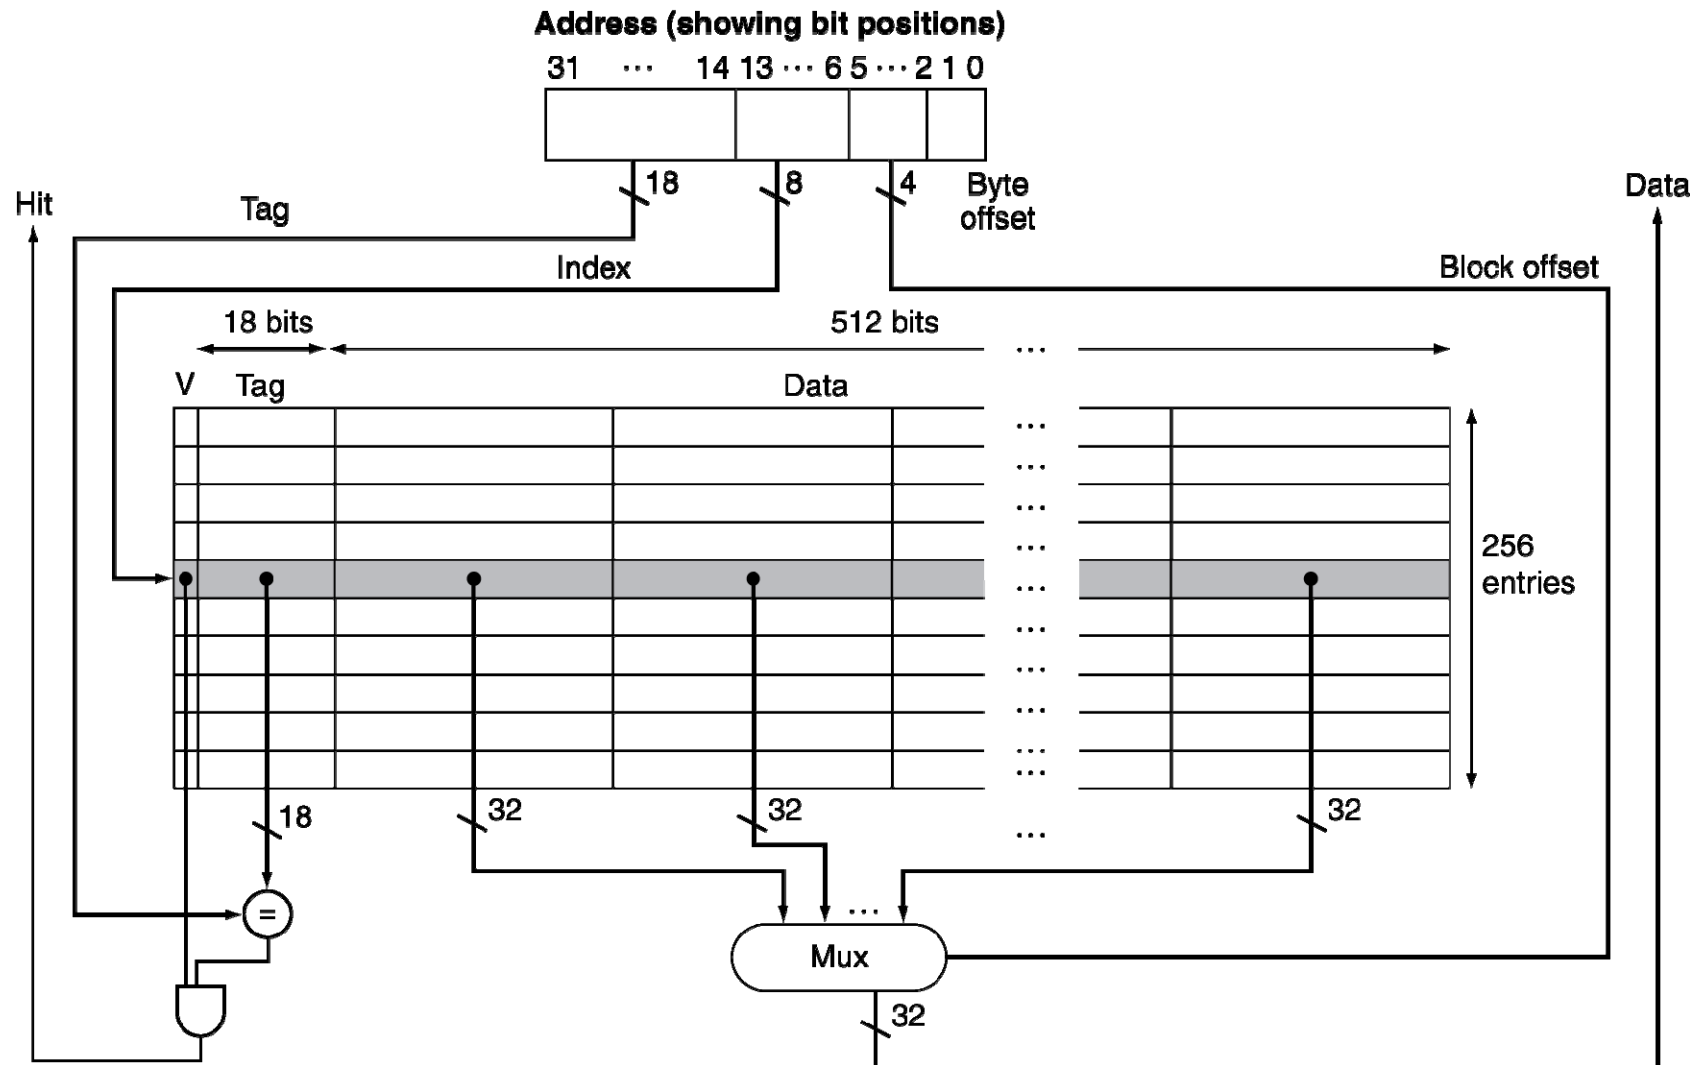 Address (showing bit positions)
31 ··· 14 13 ··· 6 5 ··· 2 1 0
18 8 4 Byte offset
Hit
Tag
Data
Index
Block offset
18 bits
512 bits
···
V Tag Data
···
···
···
···
···
···
···
···
···
···
256
entries
18
32
32
···
32
=
···
Mux
32